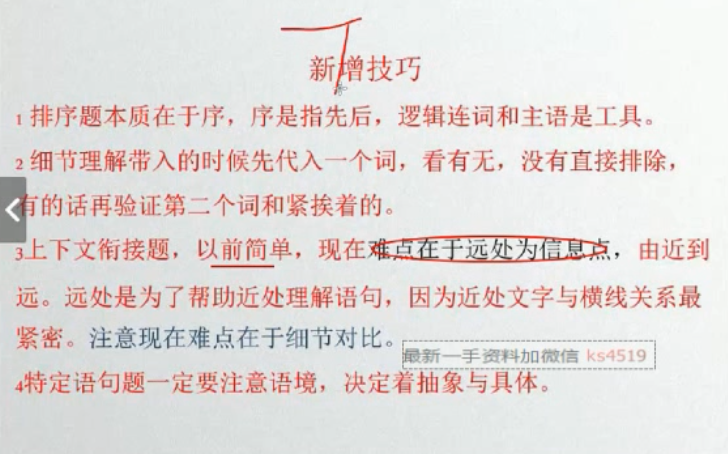 新增技巧
1 排序题本质在于序，序是指先后，逻辑连词和主语是工具。
2 细节理解带入的时候先代入一个词，看有无，没有直接排除，
有的话再验证第二个词和紧挨着的。
3上下文衔接题，以前简单，现在难点在于远处为信息点，由近到
远。远处是为了帮助近处理解语句，因为近处文字与横线关系最
紧密。注意现在难点在于细节对比。
最新一手资料加微信 ks4519
4特定语句题一定要注意语境，决定着抽象与具体。